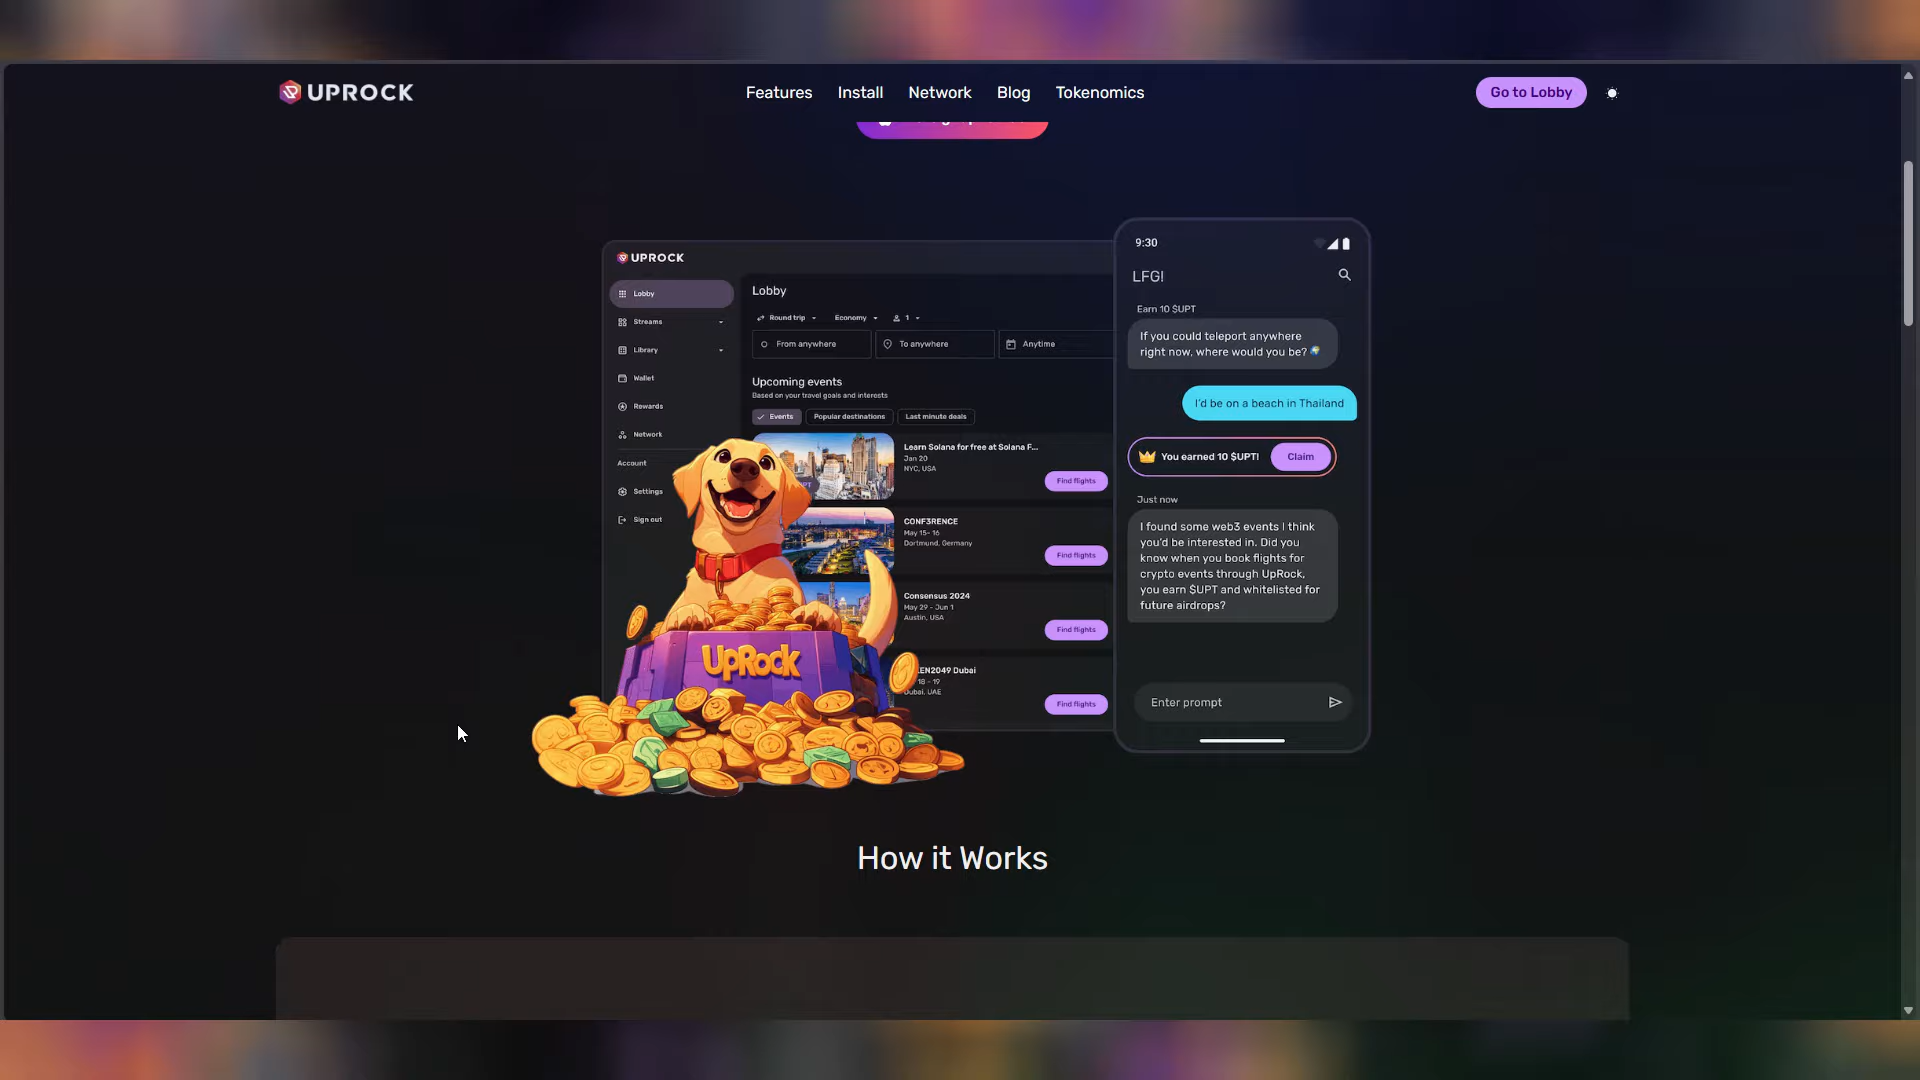 UPROCK
Features
Install
Network
Blog
Tokenomics
Go to Lobby
UPROCK
Lobby
Streams
Library
Wallet
Rewards
Network
Account
Settings
Sign out
Lobby
Round trip
Economy
1
From anywhere
To anywhere
Anytime
Upcoming events
Based on your travel goals and interests
Events
Popular destinations
Last minute deals
Learn Solana for free at Solana F...
Jan 20
NYC, USA
Find flights
CONF3RENCE
May 15- 16
Dortmund, Germany
Find flights
Consensus 2024
May 29 - Jun 1
Austin, USA
Find flights
EN2049 Dubai
18 - 19
Dubai, UAE
Find flights
UpRock
9:30
LFG!
Earn 10 $UPT
If you could teleport anywhere
right now, where would you be? 🌍
I'd be on a beach in Thailand
You earned 10 $UPT!
Claim
Just now
I found some web3 events I think
you'd be interested in. Did you
know when you book flights for
crypto events through UpRock,
you earn $UPT and whitelisted for
future airdrops?
Enter prompt
How it Works